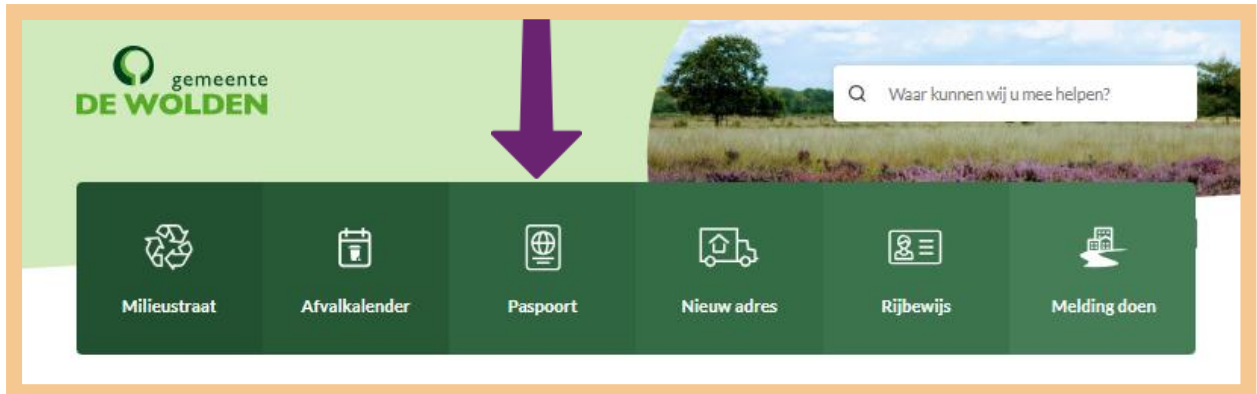 gemeente
DE WOLDEN
Waar kunnen wij u mee helpen?
Milieustraat
Afvalkalender
Paspoort
Nieuw adres
Rijbewijs
Melding doen